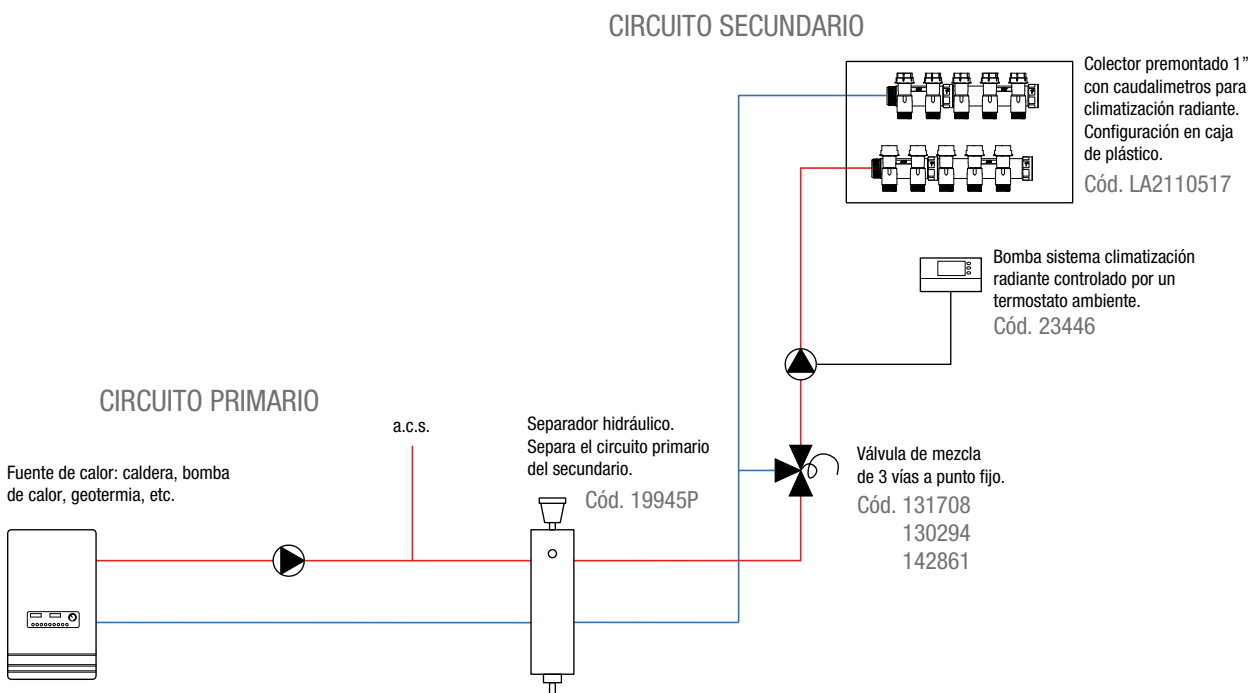 CIRCUITO SECUNDARIO
Colector premontado 1”
con caudalimetros para
climatización radiante.
Configuración en caja
de plástico.
Cód. LA2110517
Bomba sistema climatización
radiante controlado por un
termostato ambiente.
Cód. 23446
CIRCUITO PRIMARIO
a.c.s.
Separador hidráulico.
Separa el circuito primario
del secundario.
Cód. 19945P
Válvula de mezcla
de 3 vías a punto fijo.
Cód. 131708
130294
142861
Fuente de calor: caldera, bomba
de calor, geotermia, etc.